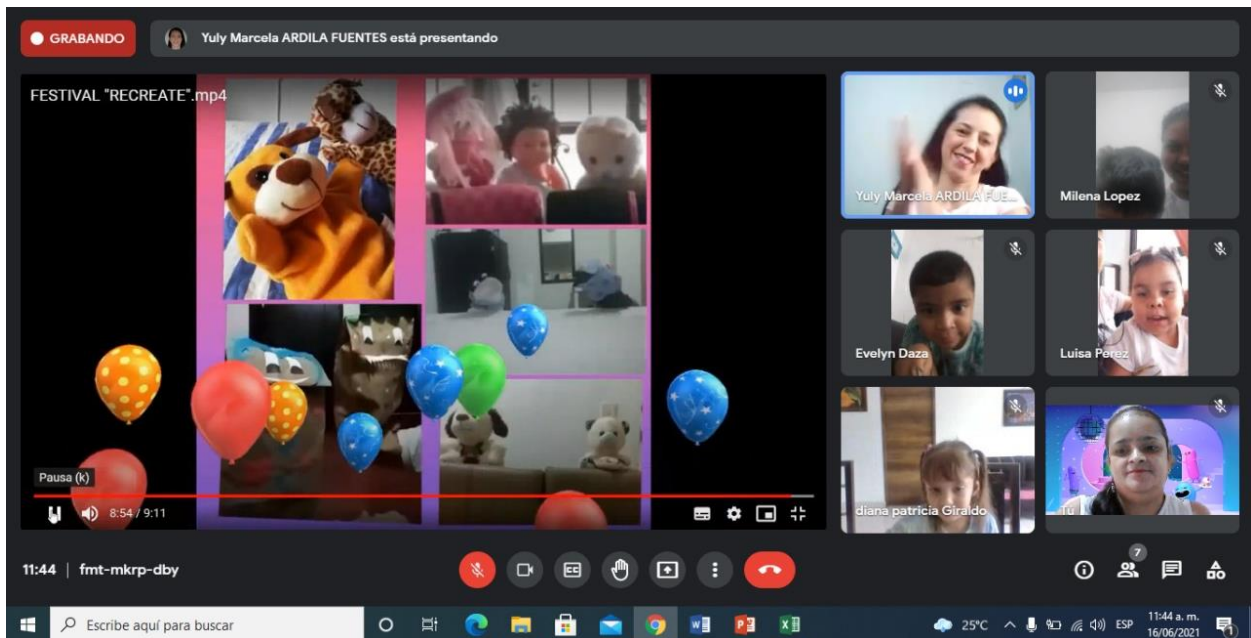 GRABANDO
Yuly Marcela ARDILA FUENTES está presentando
FESTIVAL "RECREATE".mp4
Pausa (k)
8:54 / 9:11
Yuly Marcela ARDILA FUE...
Milena Lopez
Evelyn Daza
Luisa Perez
diana patricia Giraldo
Tú
11:44 | fmt-mkrp-dby
CC
7
Escribe aquí para buscar
25°C
ESP
11:44 a. m.
16/06/2021